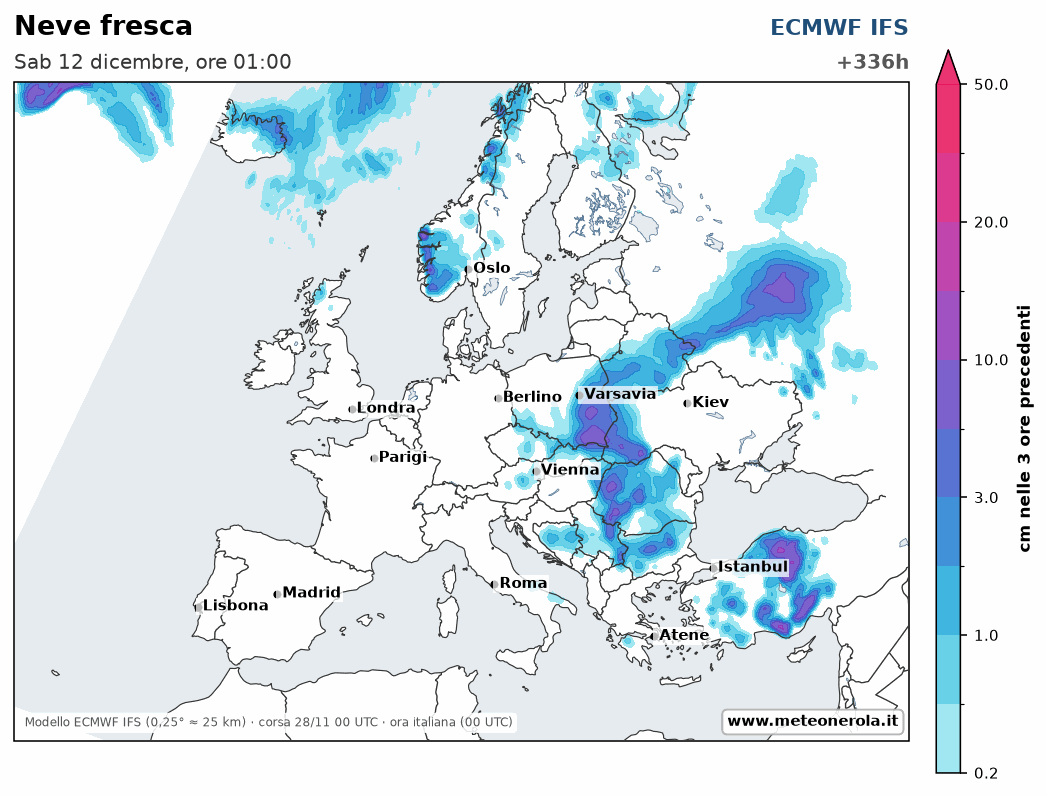 Neve fresca
ECMWF IFS
Sab 12 dicembre, ore 01:00
+336h
50.0
20.0
10.0
3.0
1.0
0.2
cm nelle 3 ore precedenti
Oslo
Londra
Berlino
Varsavia
Kiev
Parigi
Vienna
Istanbul
Roma
Madrid
Lisbona
Atene
Modello ECMWF IFS (0,25° ≈ 25 km) · corsa 28/11 00 UTC · ora italiana (00 UTC)
www.meteonerola.it